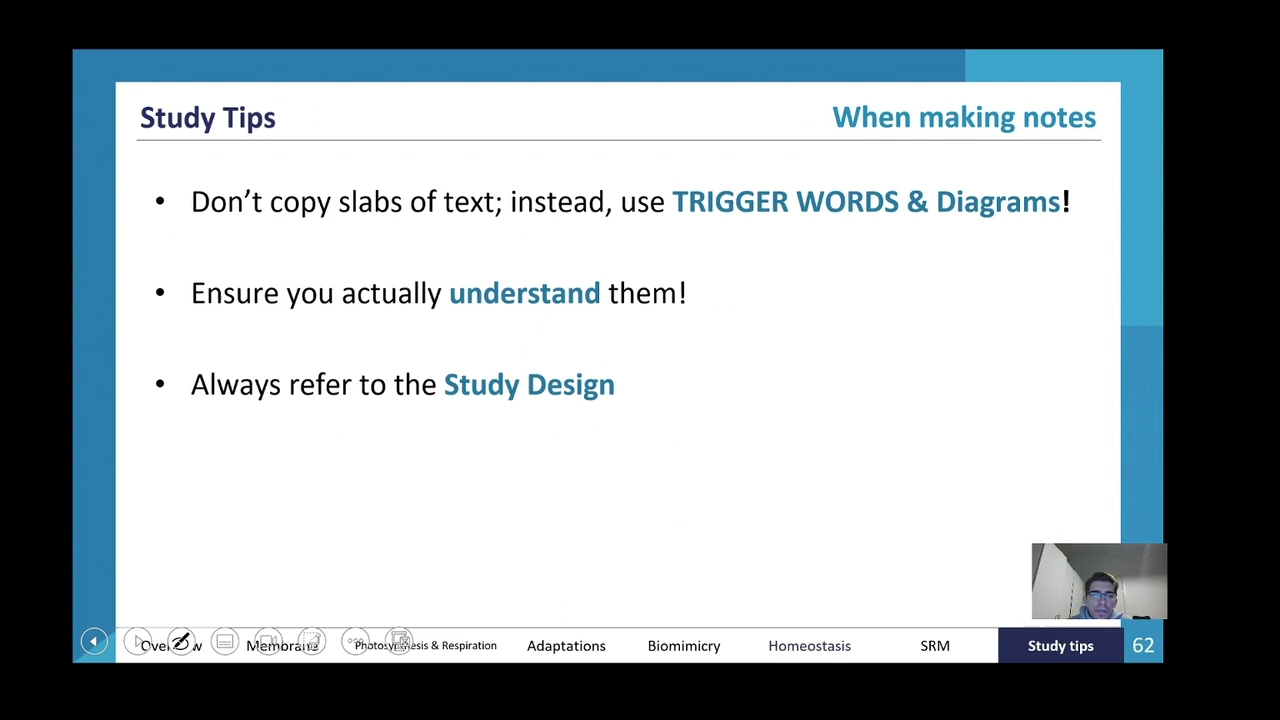 Study Tips
When making notes
• Don’t copy slabs of text; instead, use TRIGGER WORDS & Diagrams!
• Ensure you actually understand them!
• Always refer to the Study Design
Overview Membrane Photosynthesis & Respiration Adaptations Biomimicry Homeostasis SRM Study tips 62